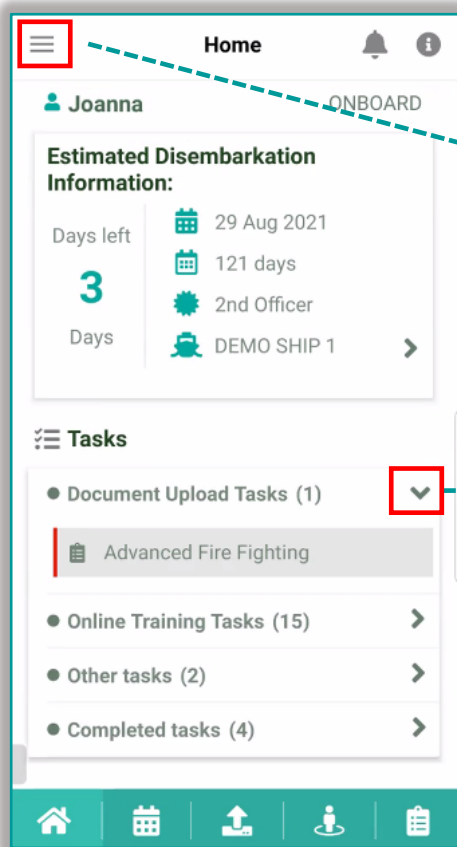 Home
Joanna
ONBOARD
Estimated Disembarkation
Information:
Days left
3
Days
29 Aug 2021
121 days
2nd Officer
DEMO SHIP 1
Tasks
Document Upload Tasks (1)
Advanced Fire Fighting
Online Training Tasks (15)
Other tasks (2)
Completed tasks (4)